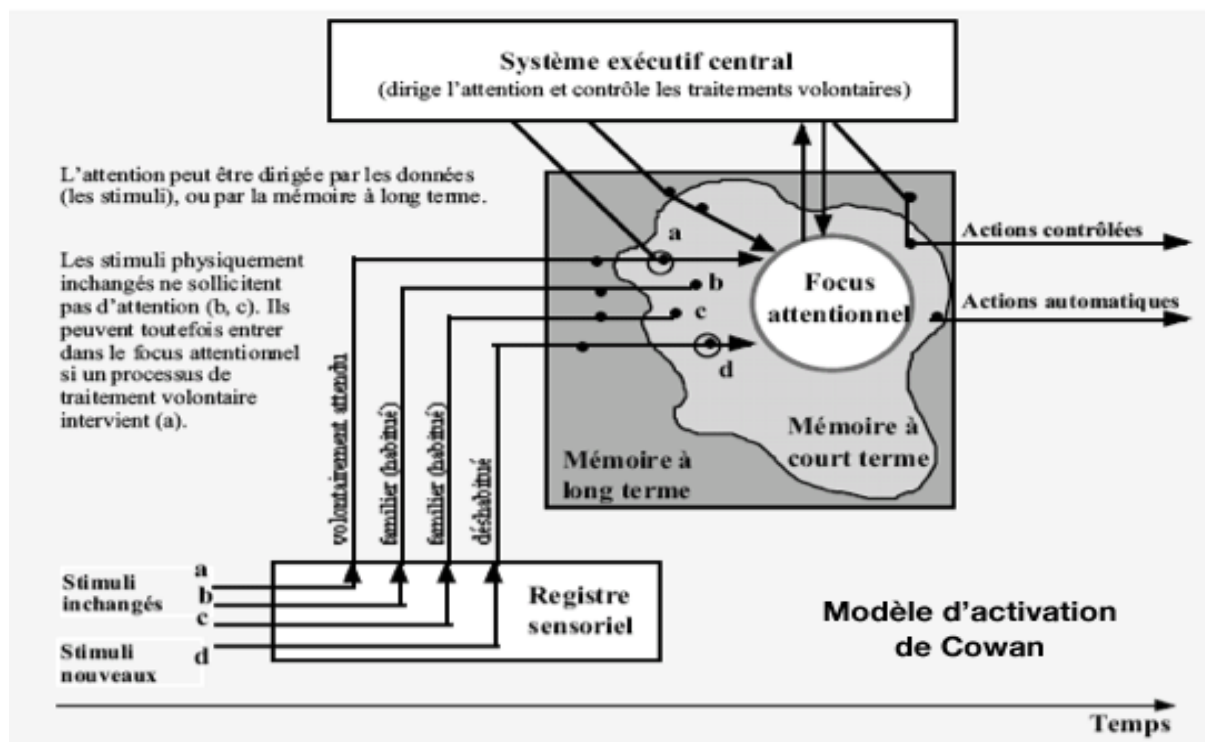 Système exécutif central
(dirige l'attention et contrôle les traitements volontaires)
L'attention peut être dirigée par les données
(les stimuli), ou par la mémoire à long terme.
Les stimuli physiquement
inchangés ne sollicitent
pas d'attention (b, c). Ils
peuvent toutefois entrer
dans le focus attentionnel
si un processus de
traitement volontaire
intervient (a).
a
b
c
d
Focus
attentionnel
Actions contrôlées
Actions automatiques
Mémoire à
court terme
Mémoire à
long terme
volontairement attendu
familier (habitué)
familier (habitué)
déshabitué
Stimuli
inchangés
a
b
c
Stimuli
nouveaux
d
Registre
sensoriel
Modèle d'activation
de Cowan
Temps